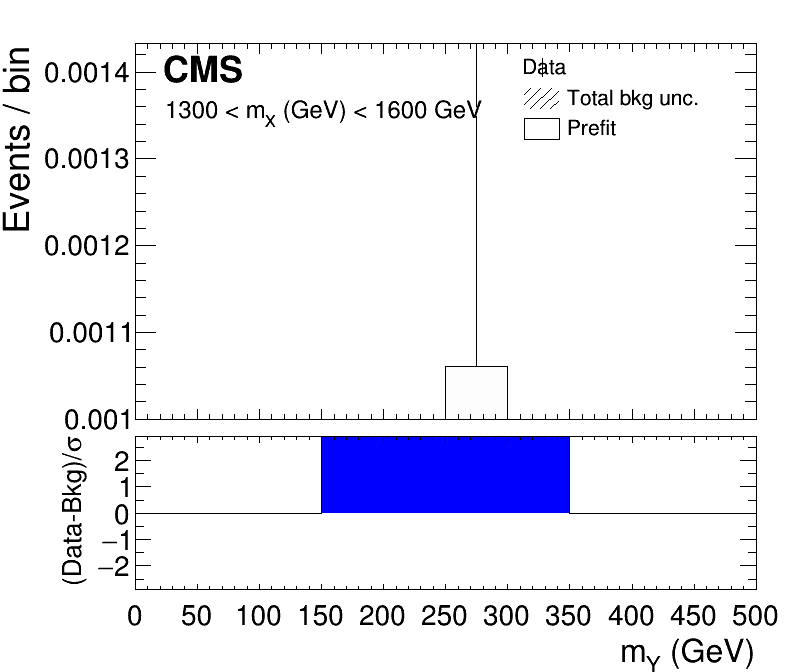 CMS
1300 < mX (GeV) < 1600 GeV
Data
Total bkg unc.
Prefit
Events / bin
0.0014
0.0013
0.0012
0.0011
0.001
(Data-Bkg)/σ
2
1
0
−1
−2
0 50 100 150 200 250 300 350 400 450 500
mY (GeV)